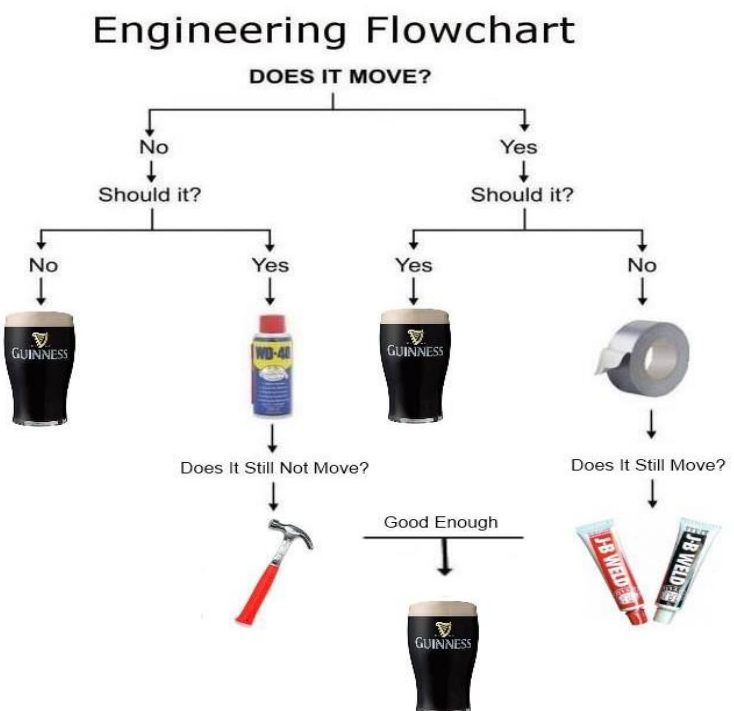 Engineering Flowchart
DOES IT MOVE?
No
Yes
Should it?
Should it?
No
Yes
Yes
No
GUINNESS
WD-40
GUINNESS
Does It Still Not Move?
Does It Still Move?
Good Enough
J-B WELD
J-B WELD
GUINNESS